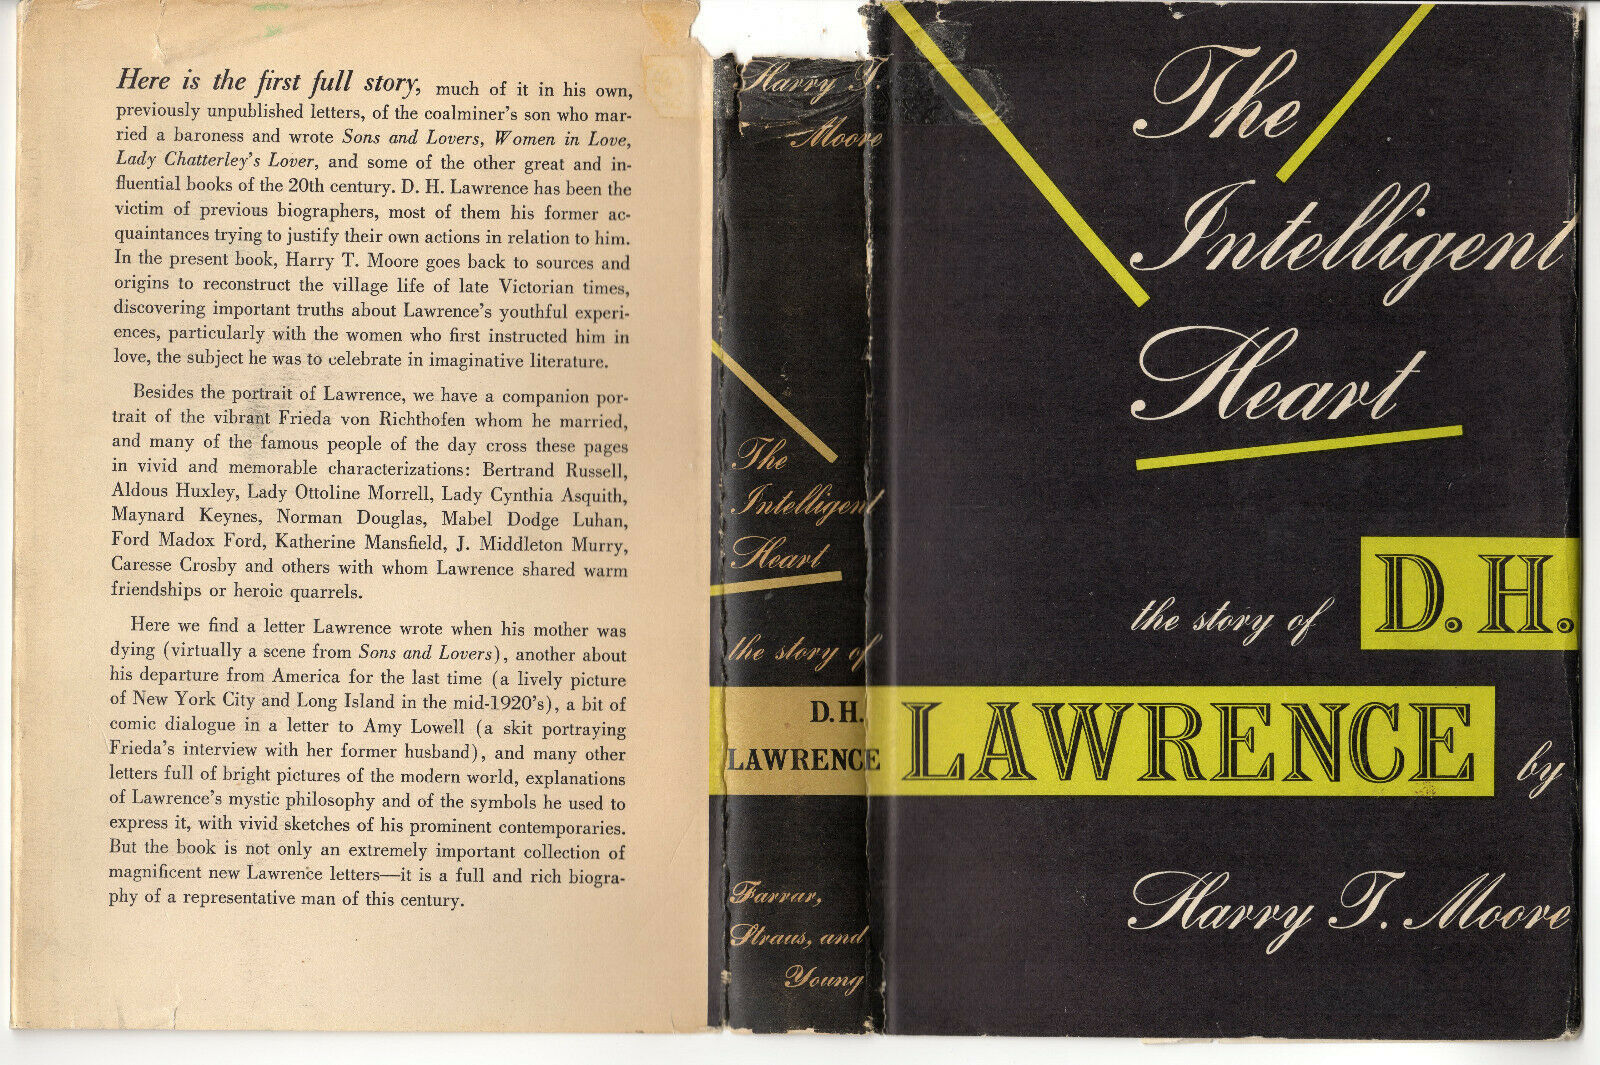 Here is the first full story, much of it in his own,
previously unpublished letters, of the coalminer's son who mar-
ried a baroness and wrote Sons and Lovers, Women in Love,
Lady Chatterley's Lover, and some of the other great and in-
fluential books of the 20th century. D. H. Lawrence has been the
victim of previous biographers, most of them his former ac-
quaintances trying to justify their own actions in relation to him.
In the present book, Harry T. Moore goes back to sources and
origins to reconstruct the village life of late Victorian times,
discovering important truths about Lawrence's youthful experi-
ences, particularly with the women who first instructed him in
love, the subject he was to celebrate in imaginative literature.
Besides the portrait of Lawrence, we have a companion por-
trait of the vibrant Frieda von Richthofen whom he married,
and many of the famous people of the day cross these pages
in vivid and memorable characterizations: Bertrand Russell,
Aldous Huxley, Lady Ottoline Morrell, Lady Cynthia Asquith,
Maynard Keynes, Norman Douglas, Mabel Dodge Luhan,
Ford Madox Ford, Katherine Mansfield, J. Middleton Murry,
Caresse Crosby and others with whom Lawrence shared warm
friendships or heroic quarrels.
Here we find a letter Lawrence wrote when his mother was
dying (virtually a scene from Sons and Lovers), another about
his departure from America for the last time (a lively picture
of New York City and Long Island in the mid-1920's), a bit of
comic dialogue in a letter to Amy Lowell (a skit portraying
Frieda's interview with her former husband), and many other
letters full of bright pictures of the modern world, explanations
of Lawrence's mystic philosophy and of the symbols he used to
express it, with vivid sketches of his prominent contemporaries.
But the book is not only an extremely important collection of
magnificent new Lawrence letters—it is a full and rich biogra-
phy of a representative man of this century.
Harry T.
Moore
The
Intelligent
Heart
the story of
D. H.
LAWRENCE
Farrar,
Straus, and
Young
The
Intelligent
Heart
the story of D. H.
LAWRENCE by
Harry T. Moore